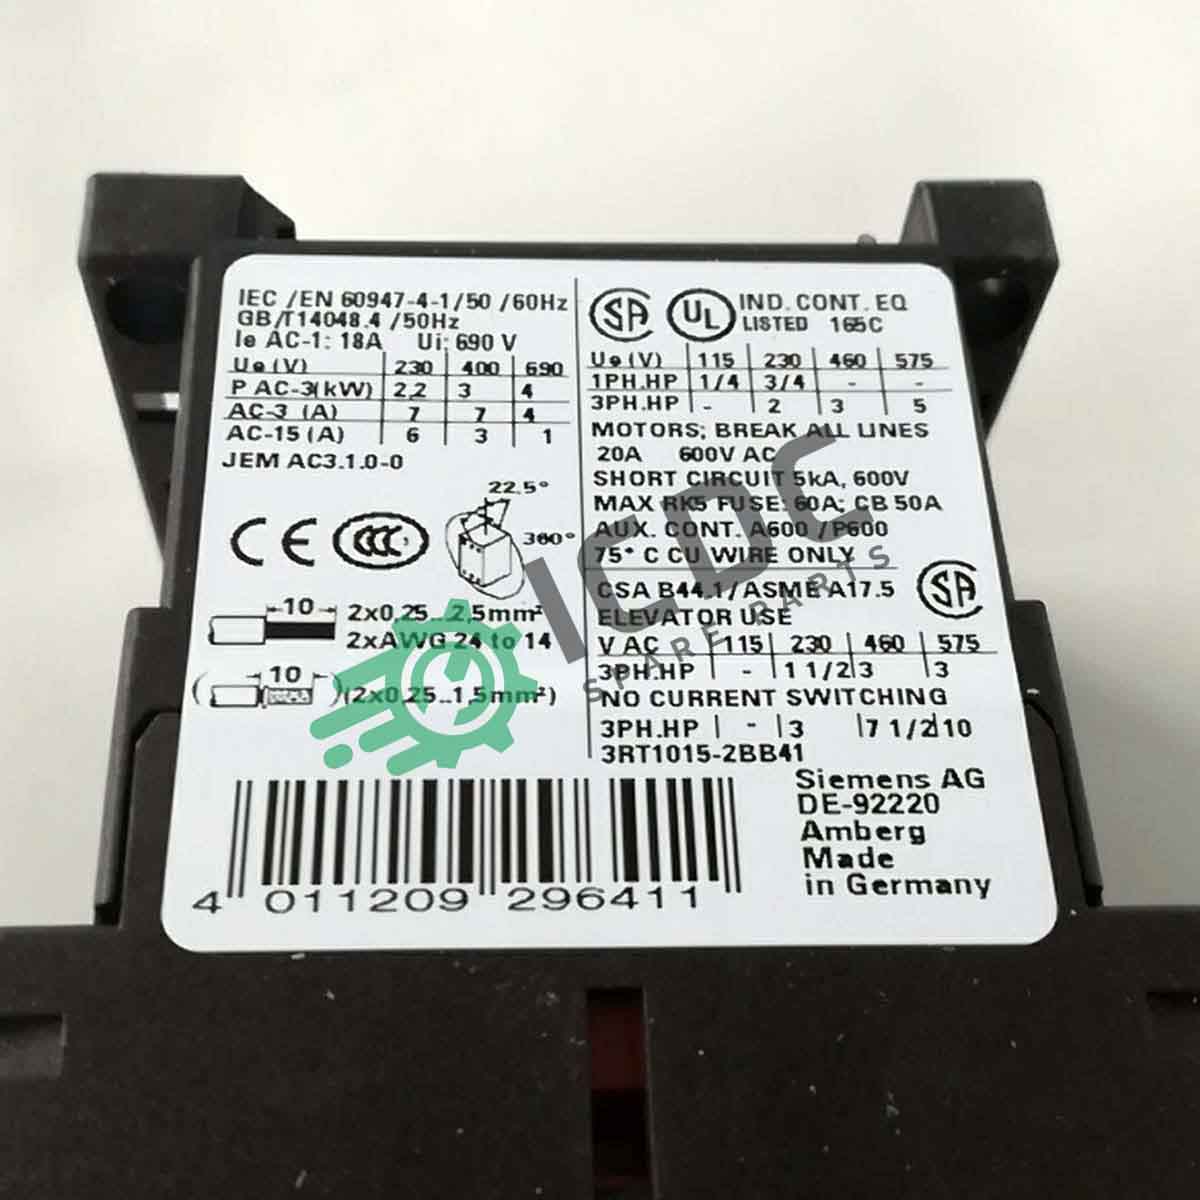 IEC /EN 60947-4-1/50 /60Hz
GB/T14048.4 /50Hz
Ie AC-1: 18A Ui: 690 V
Ue (V) 230 400 690
P AC-3(kW) 2,2 3 4
AC-3 (A) 7 7 4
AC-15 (A) 6 3 1
JEM AC3.1.0-0
22.5°
360°
CE CCC
10 2x0,25...2,5mm²
2xAWG 24 to 14
10 (2x0,25...1,5mm²)
SA UL IND. CONT. EQ
LISTED 165C
Ue (V) 115 230 460 575
1PH.HP 1/4 3/4 - -
3PH.HP - 2 3 5
MOTORS; BREAK ALL LINES
20A 600V AC
SHORT CIRCUIT 5kA, 600V
MAX RK5 FUSE: 60A; CB 50A
AUX. CONT. A600 /P600
75° C CU WIRE ONLY
CSA B44.1/ASME A17.5 SA
ELEVATOR USE
V AC 115 230 460 575
3PH.HP - 1 1/2 3 3
NO CURRENT SWITCHING
3PH.HP - 3 7 1/2 10
3RT1015-2BB41
Siemens AG
DE-92220
Amberg
Made
in Germany
4 011209 296411
ICDC
SPARE PARTS